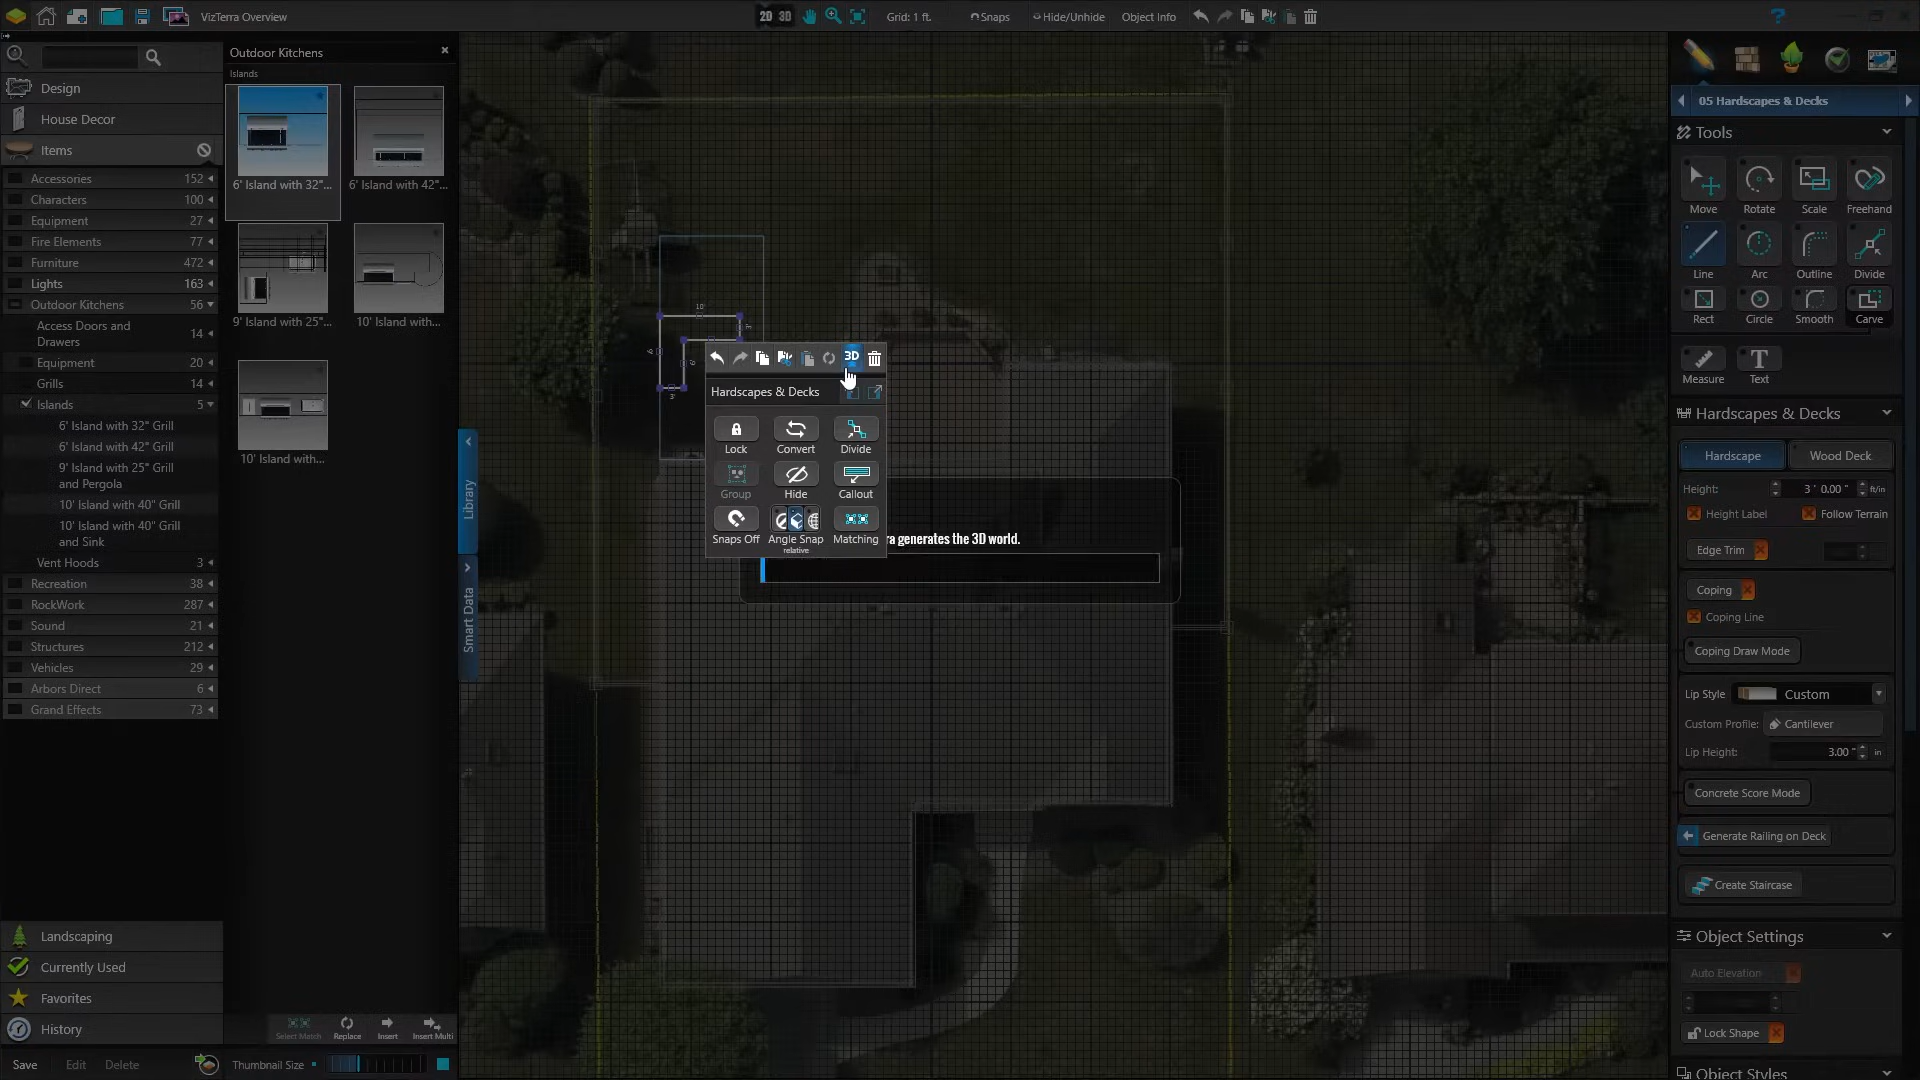 VizTerra Overview
2D 3D
Grid: 1 ft.
Snaps
Hide/Unhide
Object Info
?
Design
House Decor
Items
Accessories 152
Characters 100
Equipment 27
Fire Elements 77
Furniture 472
Lights 163
Outdoor Kitchens 56
Access Doors and
Drawers 14
Equipment 20
Grills 14
Islands 5
6' Island with 32" Grill
6' Island with 42" Grill
9' Island with 25" Grill
and Pergola
10' Island with 40" Grill
10' Island with 40" Grill
and Sink
Vent Hoods 3
Recreation 38
RockWork 287
Sound 21
Structures 212
Vehicles 29
Arbors Direct 6
Grand Effects 73
Landscaping
Currently Used
Favorites
History
Save Edit Delete
Outdoor Kitchens
Islands
6' Island with 32"... 6' Island with 42"...
9' Island with 25"... 10' Island with...
10' Island with...
Select Match Replace Insert Insert Multi
Thumbnail Size
Library
Smart Data
10'
3'
3'
3D
Hardscapes & Decks
Lock Convert Divide
Group Hide Callout
Snaps Off Angle Snap Matching
relative
ra generates the 3D world.
05 Hardscapes & Decks
Tools
Move Rotate Scale Freehand
Line Arc Outline Divide
Rect Circle Smooth Carve
Measure Text
Hardscapes & Decks
Hardscape Wood Deck
Height: 3 ' 0.00 " ft/in
Height Label Follow Terrain
Edge Trim
Coping
Coping Line
Coping Draw Mode
Lip Style Custom
Custom Profile: Cantilever
Lip Height: 3.00 " in
Concrete Score Mode
Generate Railing on Deck
Create Staircase
Object Settings
Auto Elevation
Lock Shape
Object Styles